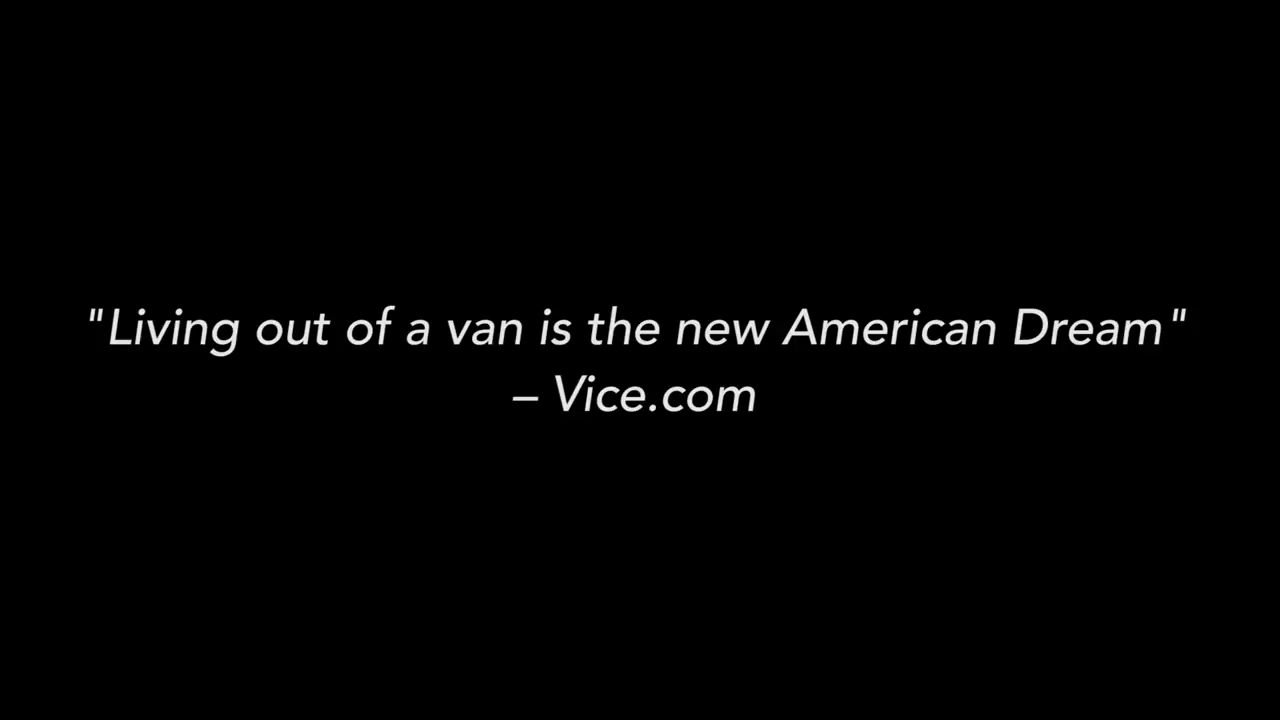 "Living out of a van is the new American Dream"
– Vice.com